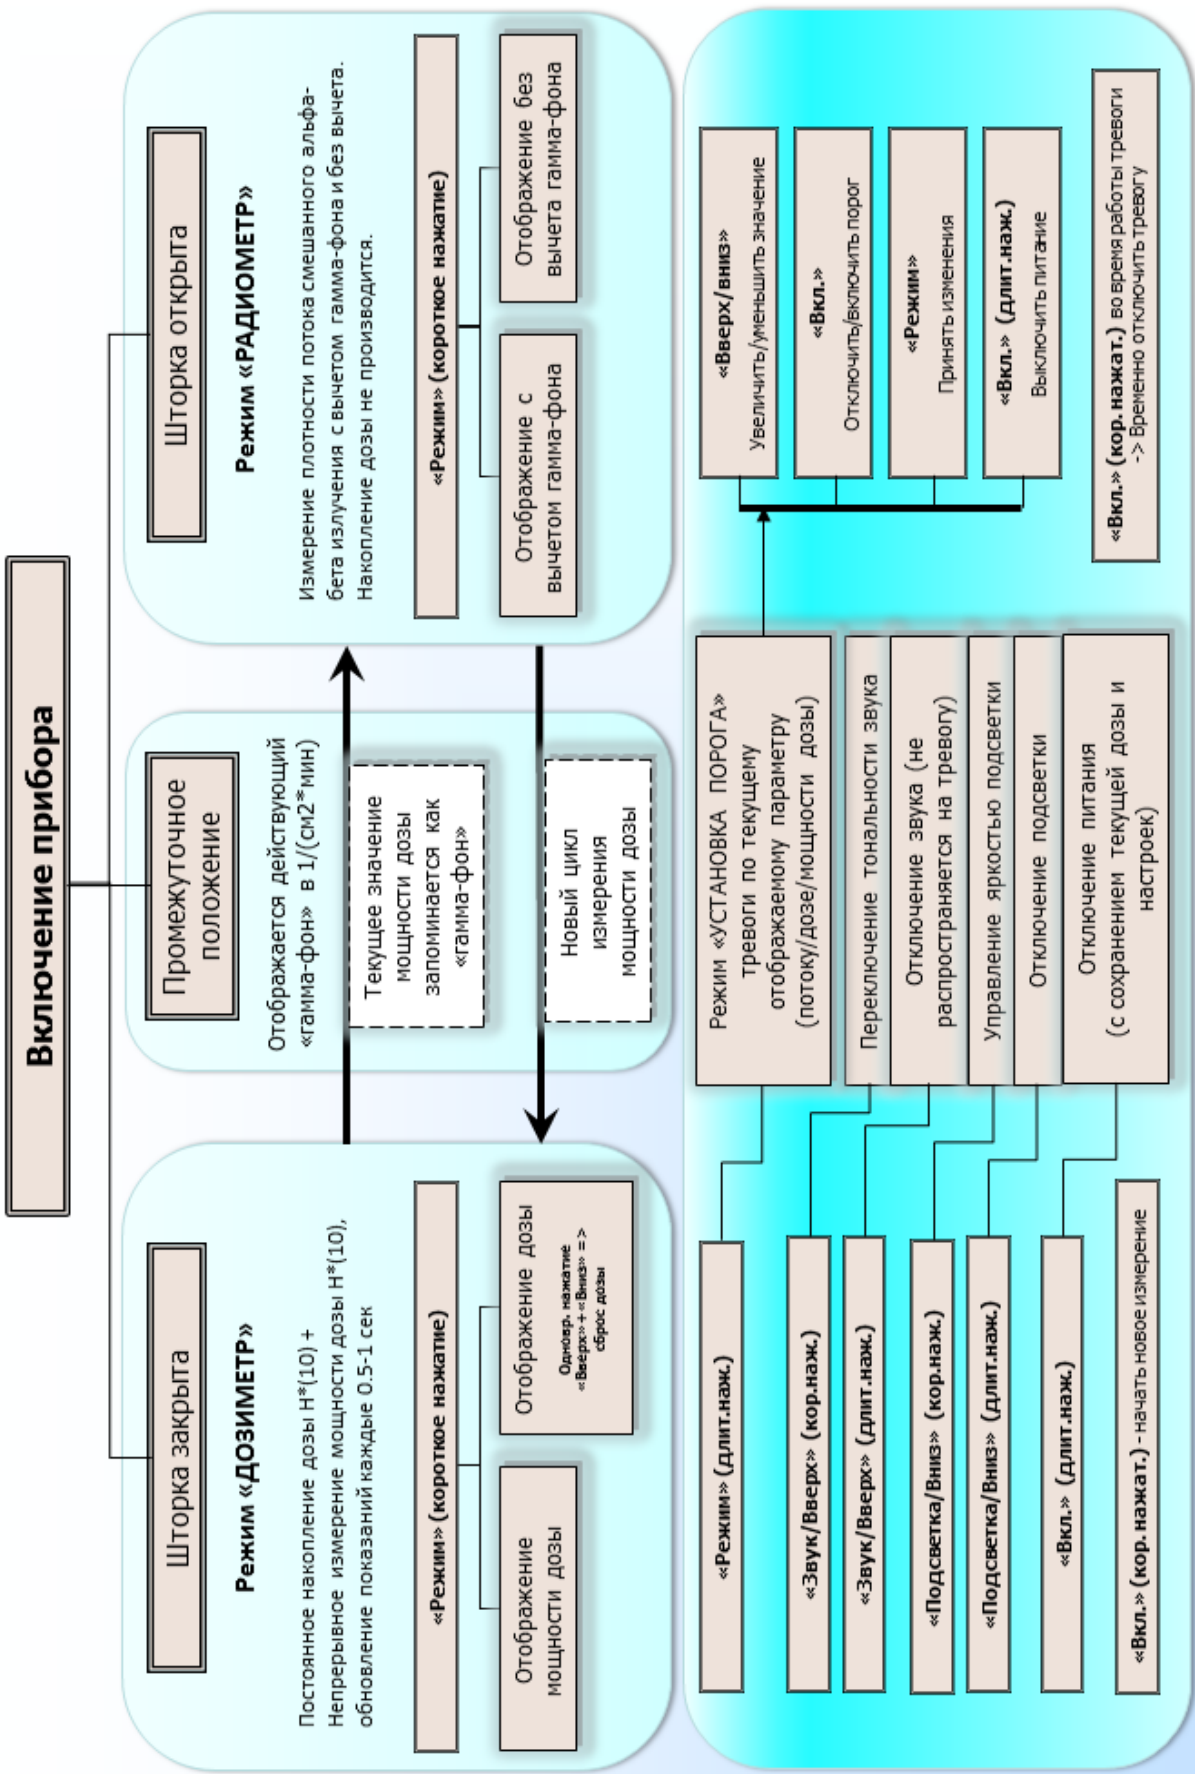 Включение прибора
Шторка закрыта
Режим «ДОЗИМЕТР»
Постоянное накопление дозы H*(10) +
Непрерывное измерение мощности дозы H*(10),
обновление показаний каждые 0.5-1 сек
«Режим» (короткое нажатие)
Отображение
мощности дозы
Отображение дозы
Одновр. нажатие
«Вверх» + «Вниз» =>
сброс дозы
Промежуточное
положение
Отображается действующий
«гамма-фон» в 1/(см2*мин)
Текущее значение
мощности дозы
запоминается как
«гамма-фон»
Новый цикл
измерения
мощности дозы
Шторка открыта
Режим «РАДИОМЕТР»
Измерение плотности потока смешанного альфа-
бета излучения с вычетом гамма-фона и без вычета.
Накопление дозы не производится.
«Режим» (короткое нажатие)
Отображение с
вычетом гамма-фона
Отображение без
вычета гамма-фона
«Режим» (длит.наж.)
Режим «УСТАНОВКА ПОРОГА»
тревоги по текущему
отображаемому параметру
(потоку/дозе/мощности дозы)
«Звук/Вверх» (кор.наж.)
Переключение тональности звука
«Звук/Вверх» (длит.наж.)
Отключение звука (не
распространяется на тревогу)
«Подсветка/Вниз» (кор.наж.)
Управление яркостью подсветки
«Подсветка/Вниз» (длит.наж.)
Отключение подсветки
«Вкл.» (длит.наж.)
Отключение питания
(с сохранением текущей дозы и
настроек)
«Вкл.» (кор. нажат.) - начать новое измерение
«Вверх/вниз»
Увеличить/уменьшить значение
«Вкл.»
Отключить/включить порог
«Режим»
Принять изменения
«Вкл.» (длит.наж.)
Выключить питание
«Вкл.» (кор. нажат.) во время работы тревоги
-> Временно отключить тревогу